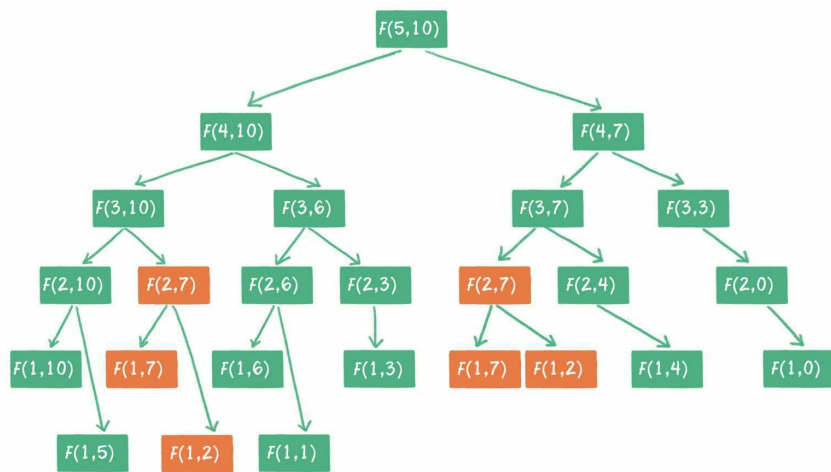 F(5,10)
F(4,10)
F(4,7)
F(3,10)
F(3,6)
F(3,7)
F(3,3)
F(2,10)
F(2,7)
F(2,6)
F(2,3)
F(2,7)
F(2,4)
F(2,0)
F(1,10)
F(1,7)
F(1,6)
F(1,3)
F(1,7)
F(1,2)
F(1,4)
F(1,0)
F(1,5)
F(1,2)
F(1,1)